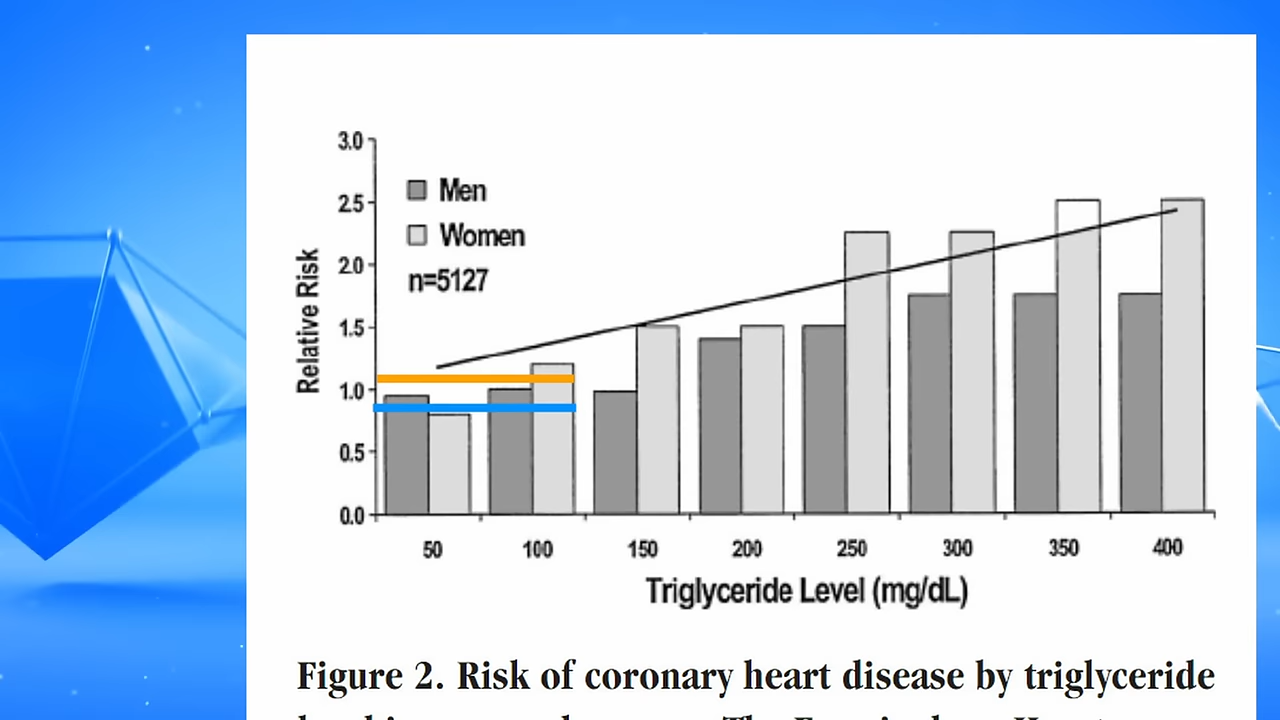 3.0
2.5
2.0
1.5
1.0
0.5
0.0
Relative Risk
Men
Women
n=5127
50 100 150 200 250 300 350 400
Triglyceride Level (mg/dL)
Figure 2. Risk of coronary heart disease by triglyceride